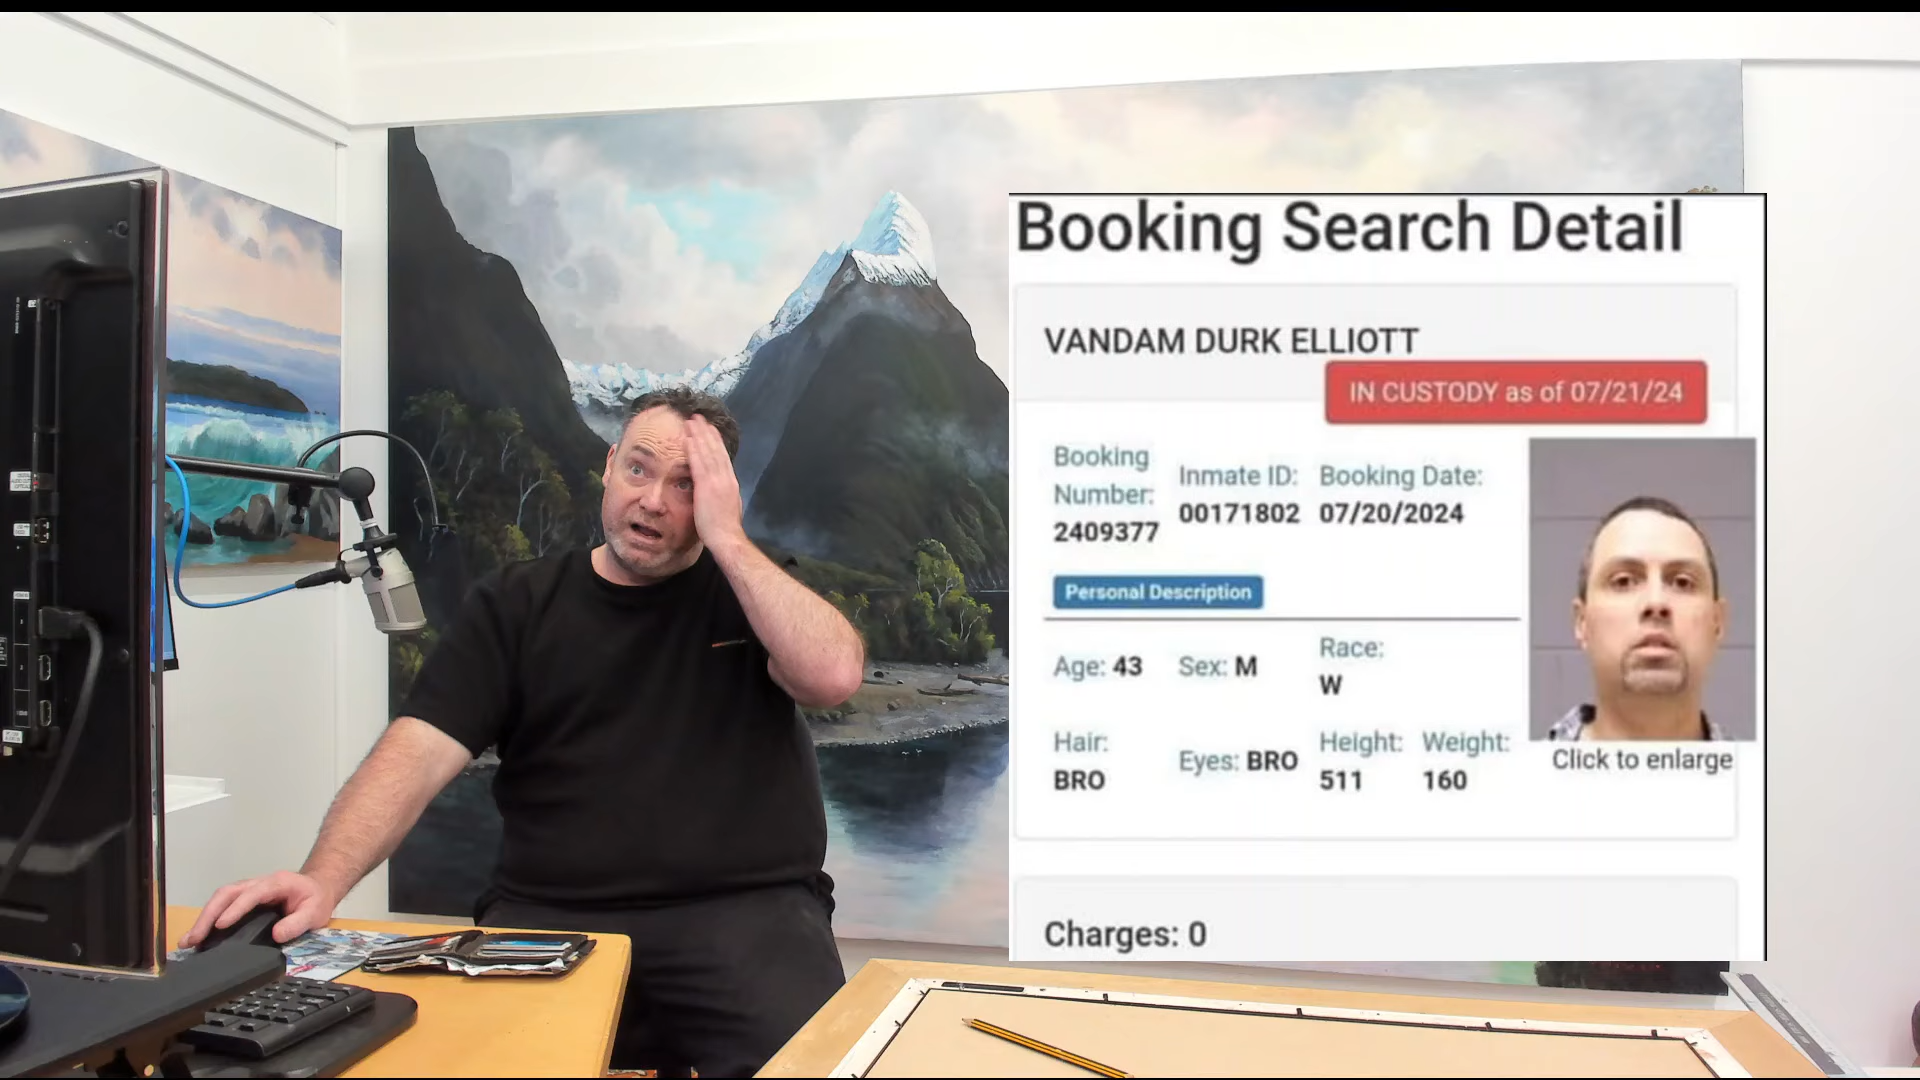 Booking Search Detail
VANDAM DURK ELLIOTT
IN CUSTODY as of 07/21/24
Booking Number: 2409377
Inmate ID: 00171802
Booking Date: 07/20/2024
Personal Description
Age: 43
Sex: M
Race: W
Hair: BRO
Eyes: BRO
Height: 511
Weight: 160
Click to enlarge
Charges: 0